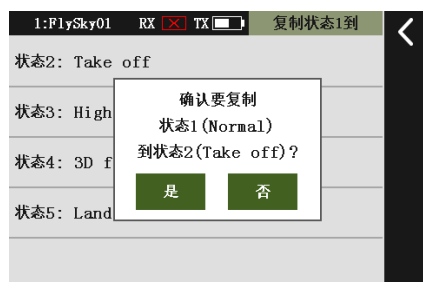 1:FlySky01 RX TX 复制状态1到
状态2: Take off
状态3: High
状态4: 3D f
状态5: Land
确认要复制
状态1(Normal)
到状态2(Take off)?
是 否